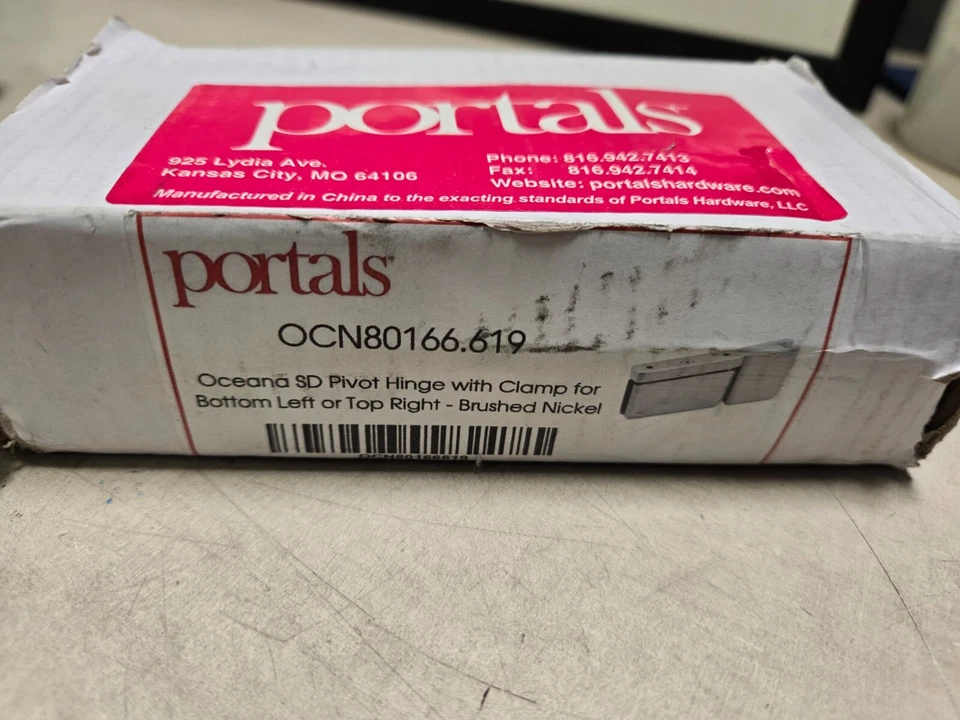 portals
925 Lydia Ave.
Kansas City, MO 64106
Phone: 816.942.7413
Fax: 816.942.7414
Website: portalshardware.com
Manufactured in China to the exacting standards of Portals Hardware, LLC
portals
OCN80166.619
Oceana SD Pivot Hinge with Clamp for
Bottom Left or Top Right - Brushed Nickel
OCN80166619